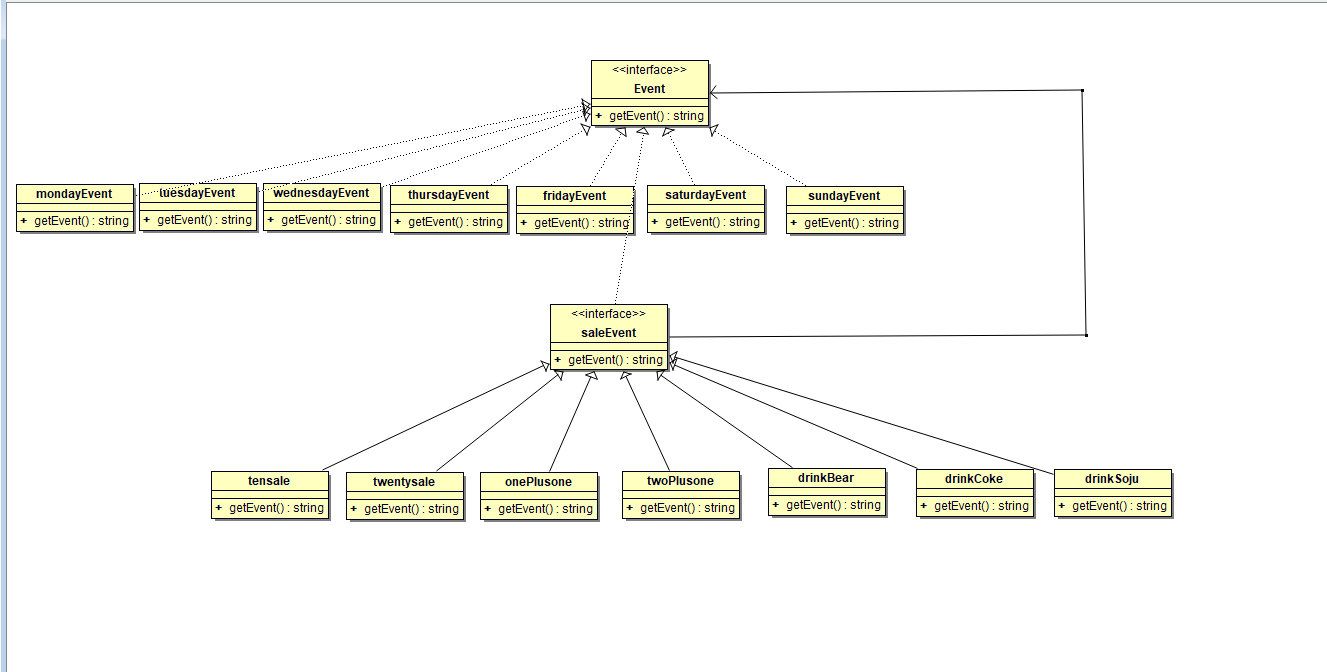 <<interface>>
Event
+ getEvent() : string
mondayEvent
+ getEvent() : string
tuesdayEvent
+ getEvent() : string
wednesdayEvent
+ getEvent() : string
thursdayEvent
+ getEvent() : string
fridayEvent
+ getEvent() : string
saturdayEvent
+ getEvent() : string
sundayEvent
+ getEvent() : string
<<interface>>
saleEvent
+ getEvent() : string
tensale
+ getEvent() : string
twentysale
+ getEvent() : string
onePlusone
+ getEvent() : string
twoPlusone
+ getEvent() : string
drinkBear
+ getEvent() : string
drinkCoke
+ getEvent() : string
drinkSoju
+ getEvent() : string